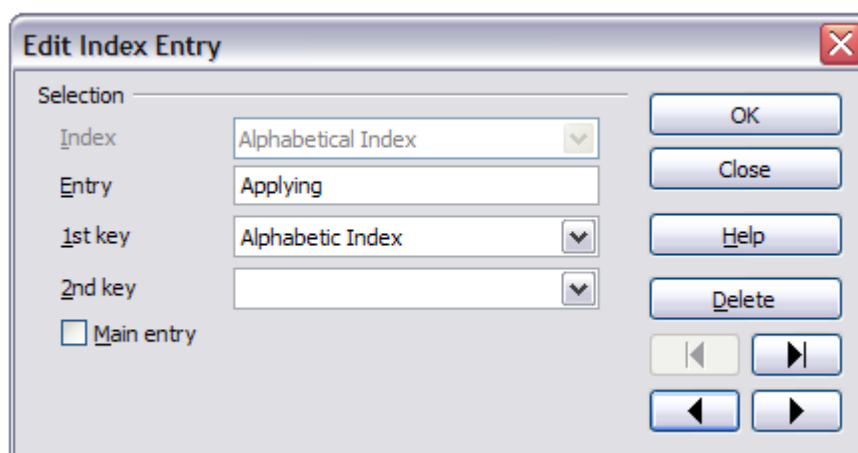 Edit Index Entry
Selection
Index Alphabetical Index
Entry Applying
1st key Alphabetic Index
2nd key
Main entry
OK
Close
Help
Delete